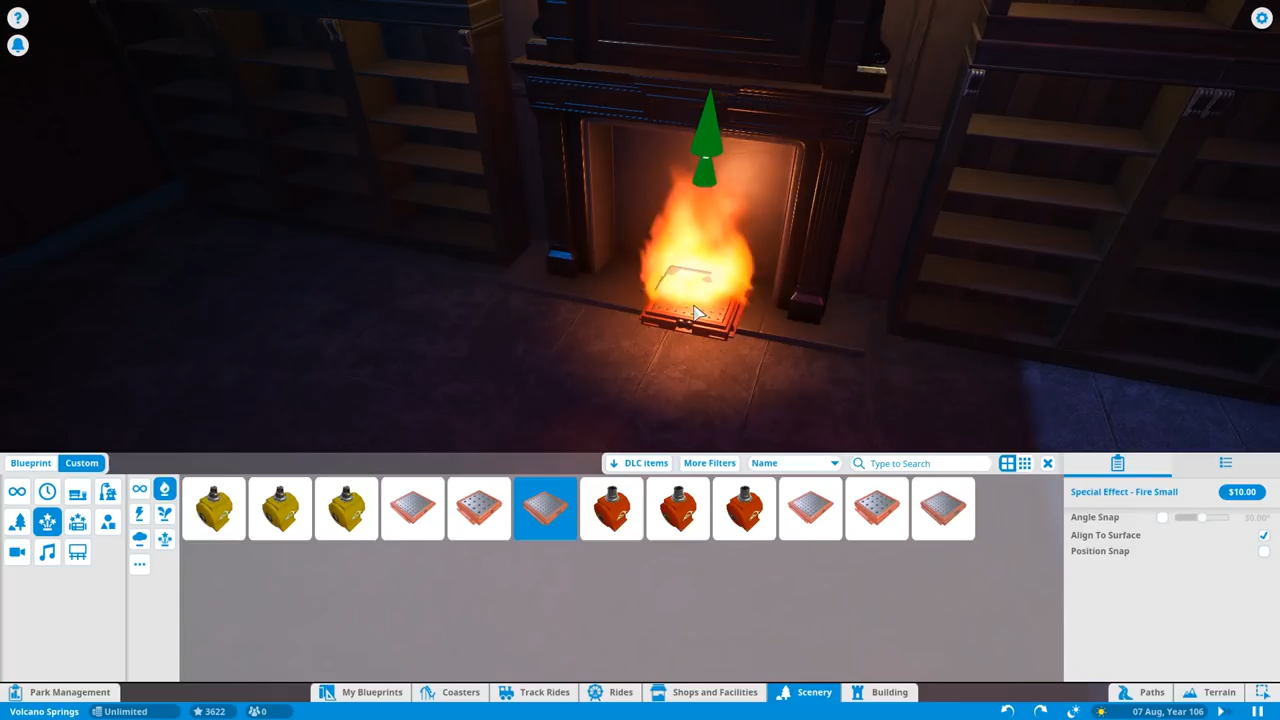 Blueprint
Custom
DLC items
More Filters
Name
Type to Search
Special Effect - Fire Small
$10.00
Angle Snap
30.00°
Align To Surface
Position Snap
Park Management
My Blueprints
Coasters
Track Rides
Rides
Shops and Facilities
Scenery
Building
Paths
Terrain
Volcano Springs
Unlimited
3622
0
07 Aug, Year 106